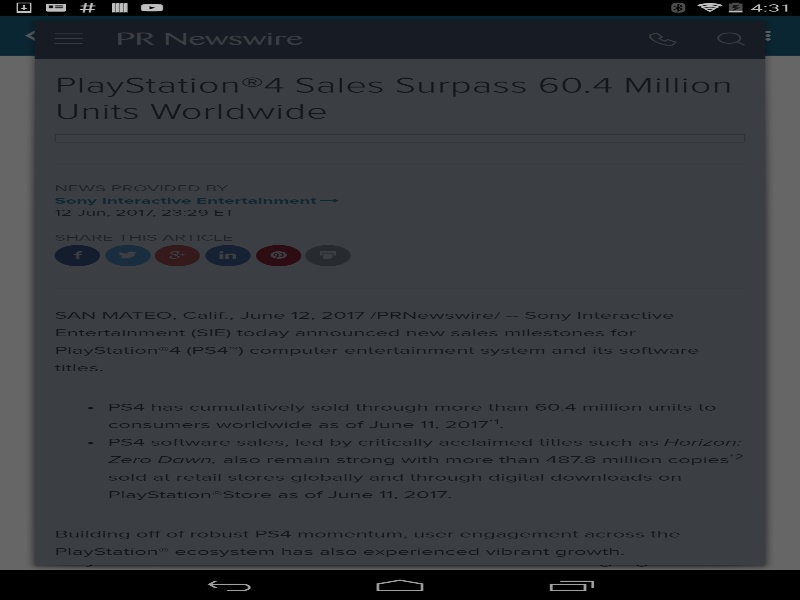 4:31
PR Newswire
PlayStation®4 Sales Surpass 60.4 Million
Units Worldwide
NEWS PROVIDED BY
Sony Interactive Entertainment →
12 Jun, 2017, 23:29 ET
SHARE THIS ARTICLE
SAN MATEO, Calif., June 12, 2017 /PRNewswire/ -- Sony Interactive
Entertainment (SIE) today announced new sales milestones for
PlayStation®4 (PS4™) computer entertainment system and its software
titles.
• PS4 has cumulatively sold through more than 60.4 million units to
consumers worldwide as of June 11, 2017*1.
• PS4 software sales, led by critically acclaimed titles such as Horizon:
Zero Dawn, also remain strong with more than 487.8 million copies*2
sold at retail stores globally and through digital downloads on
PlayStation®Store as of June 11, 2017.
Building off of robust PS4 momentum, user engagement across the
PlayStation® ecosystem has also experienced vibrant growth.